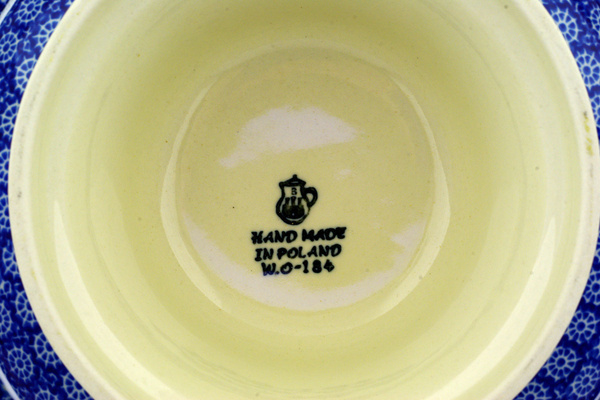 B
HAND MADE
IN POLAND
W.O-184